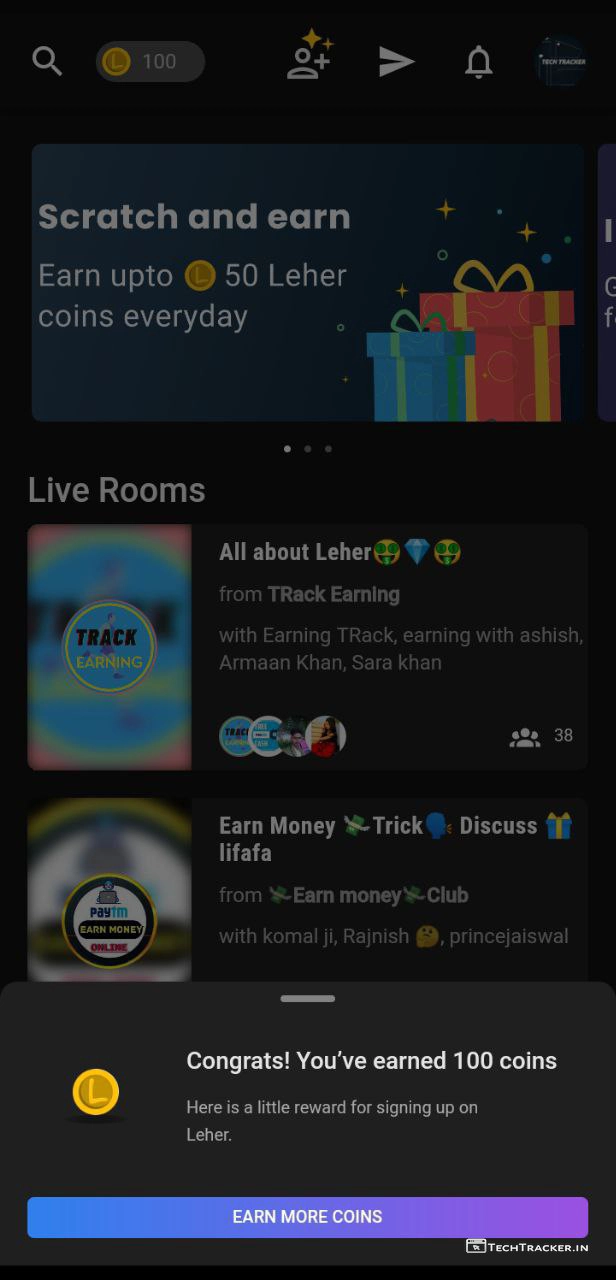 100
TECH TRACKER
Scratch and earn
Earn upto L 50 Leher
coins everyday
Live Rooms
TRACK
EARNING
All about Leher🤑💎🤑
from TRack Earning
with Earning TRack, earning with ashish,
Armaan Khan, Sara khan
38
paytm
EARN MONEY
ONLINE
Earn Money 💸Trick🗣️ Discuss 🎁
lifafa
from 💸Earn money💸Club
with komal ji, Rajnish 🤔, princejaiswal
L
Congrats! You’ve earned 100 coins
Here is a little reward for signing up on
Leher.
EARN MORE COINS
TECHTRACKER.IN